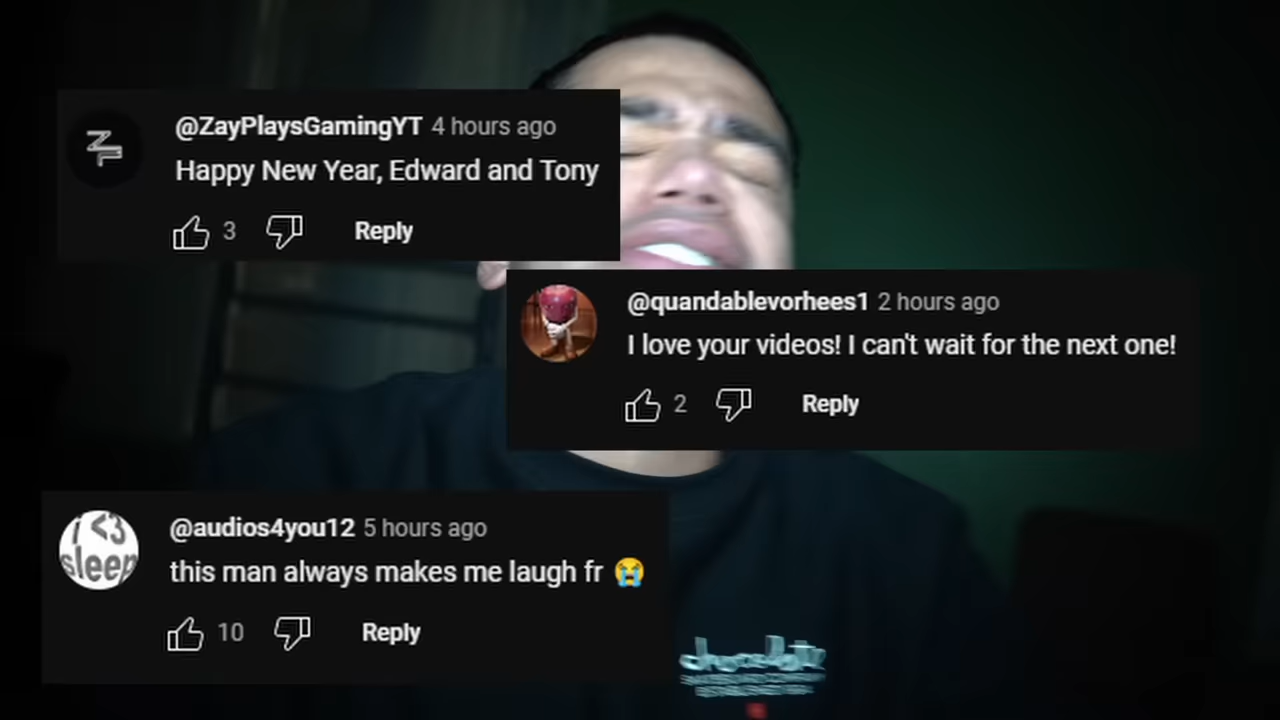 @ZayPlaysGamingYT 4 hours ago
Happy New Year, Edward and Tony
3 Reply
@quandablevorhees1 2 hours ago
I love your videos! I can't wait for the next one!
2 Reply
i <3
sleep
@audios4you12 5 hours ago
this man always makes me laugh fr 😭
10 Reply